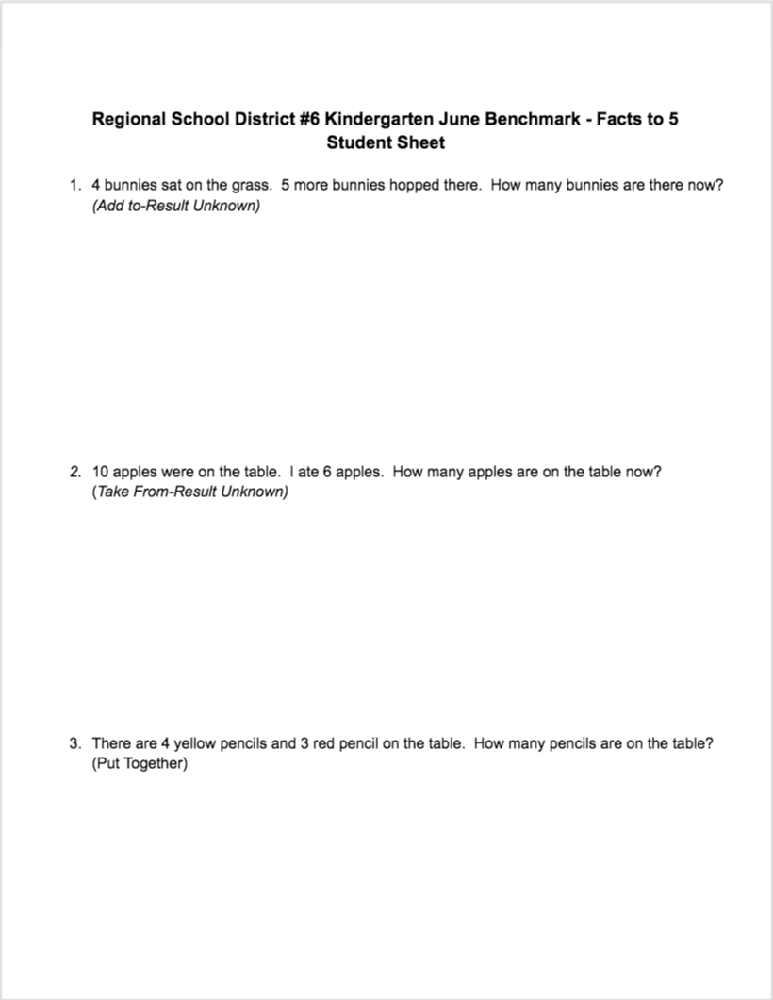 Regional School District #6 Kindergarten June Benchmark - Facts to 5
Student Sheet
1. 4 bunnies sat on the grass. 5 more bunnies hopped there. How many bunnies are there now?
(Add to-Result Unknown)
2. 10 apples were on the table. I ate 6 apples. How many apples are on the table now?
(Take From-Result Unknown)
3. There are 4 yellow pencils and 3 red pencil on the table. How many pencils are on the table?
(Put Together)